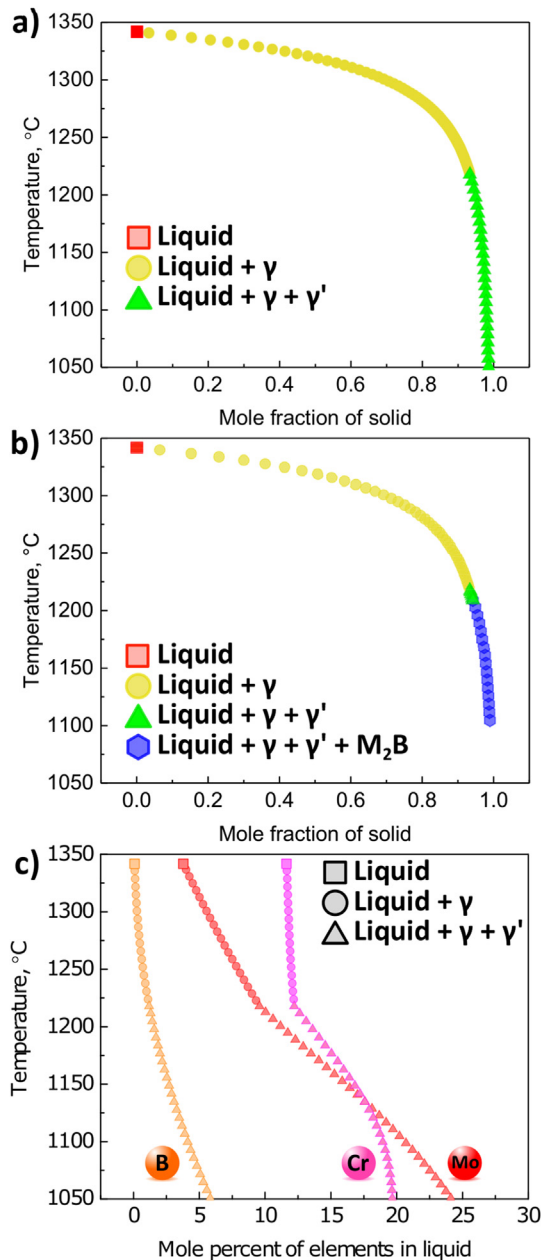 a)
1350
1300
1250
1200
1150
1100
1050
Temperature, °C
Liquid
Liquid + γ
Liquid + γ + γ'
0.0 0.2 0.4 0.6 0.8 1.0
Mole fraction of solid
b)
1350
1300
1250
1200
1150
1100
1050
Temperature, °C
Liquid
Liquid + γ
Liquid + γ + γ'
Liquid + γ + γ' + M₂B
0.0 0.2 0.4 0.6 0.8 1.0
Mole fraction of solid
c)
1350
1300
1250
1200
1150
1100
1050
Temperature, °C
Liquid
Liquid + γ
Liquid + γ + γ'
B Cr Mo
0 5 10 15 20 25 30
Mole percent of elements in liquid